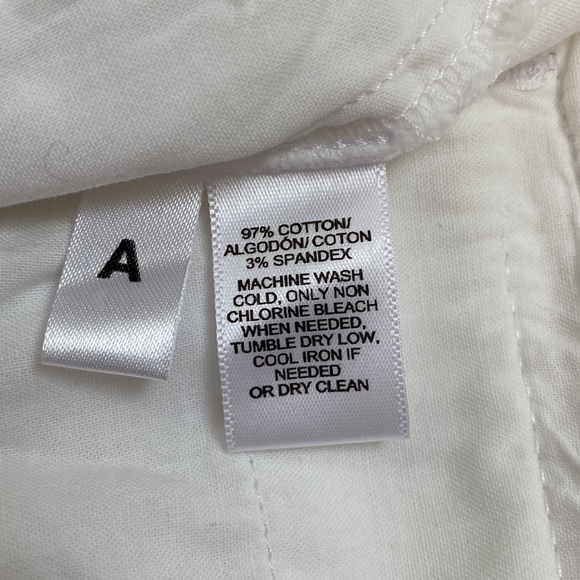 A
97% COTTON/
ALGODÓN/ COTON
3% SPANDEX
MACHINE WASH
COLD, ONLY NON
CHLORINE BLEACH
WHEN NEEDED,
TUMBLE DRY LOW,
COOL IRON IF
NEEDED
OR DRY CLEAN